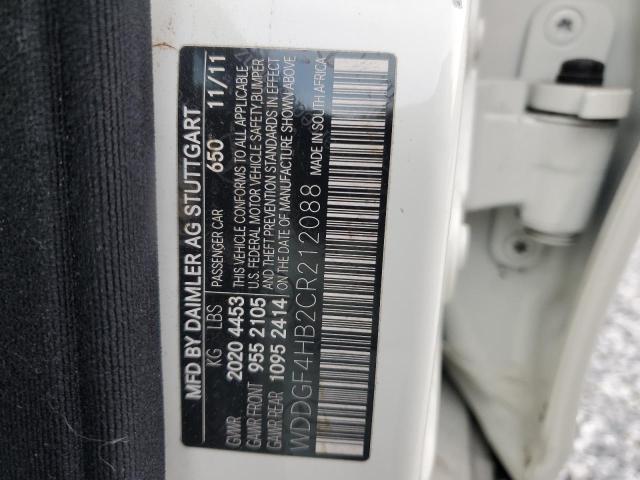 MFD BY DAIMLER AG STUTTGART
KG LBS PASSENGER CAR 650 11/11
GVWR 2020 4453 THIS VEHICLE CONFORMS TO ALL APPLICABLE
GAWR FRONT 955 2105 U.S. FEDERAL MOTOR VEHICLE SAFETY, BUMPER
AND THEFT PREVENTION STANDARDS IN EFFECT
GAWR REAR 1095 2414 ON THE DATE OF MANUFACTURE SHOWN ABOVE
WDDGF4HB2CR212088 MADE IN SOUTH AFRICA